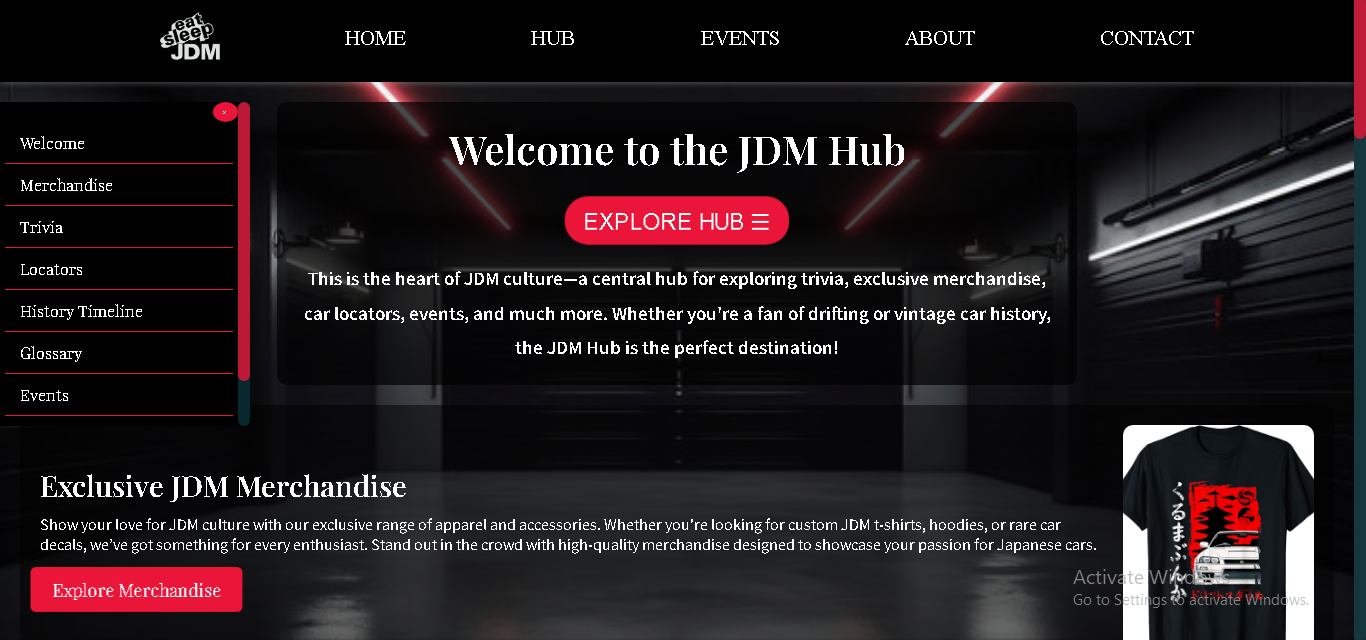 eat
sleep
JDM
HOME
HUB
EVENTS
ABOUT
CONTACT
×
Welcome
Merchandise
Trivia
Locators
History Timeline
Glossary
Events
Welcome to the JDM Hub
EXPLORE HUB ☰
This is the heart of JDM culture—a central hub for exploring trivia, exclusive merchandise,
car locators, events, and much more. Whether you’re a fan of drifting or vintage car history,
the JDM Hub is the perfect destination!
Exclusive JDM Merchandise
Show your love for JDM culture with our exclusive range of apparel and accessories. Whether you’re looking for custom JDM t-shirts, hoodies, or rare car
decals, we’ve got something for every enthusiast. Stand out in the crowd with high-quality merchandise designed to showcase your passion for Japanese cars.
Explore Merchandise
Activate Windows
Go to Settings to activate Windows.